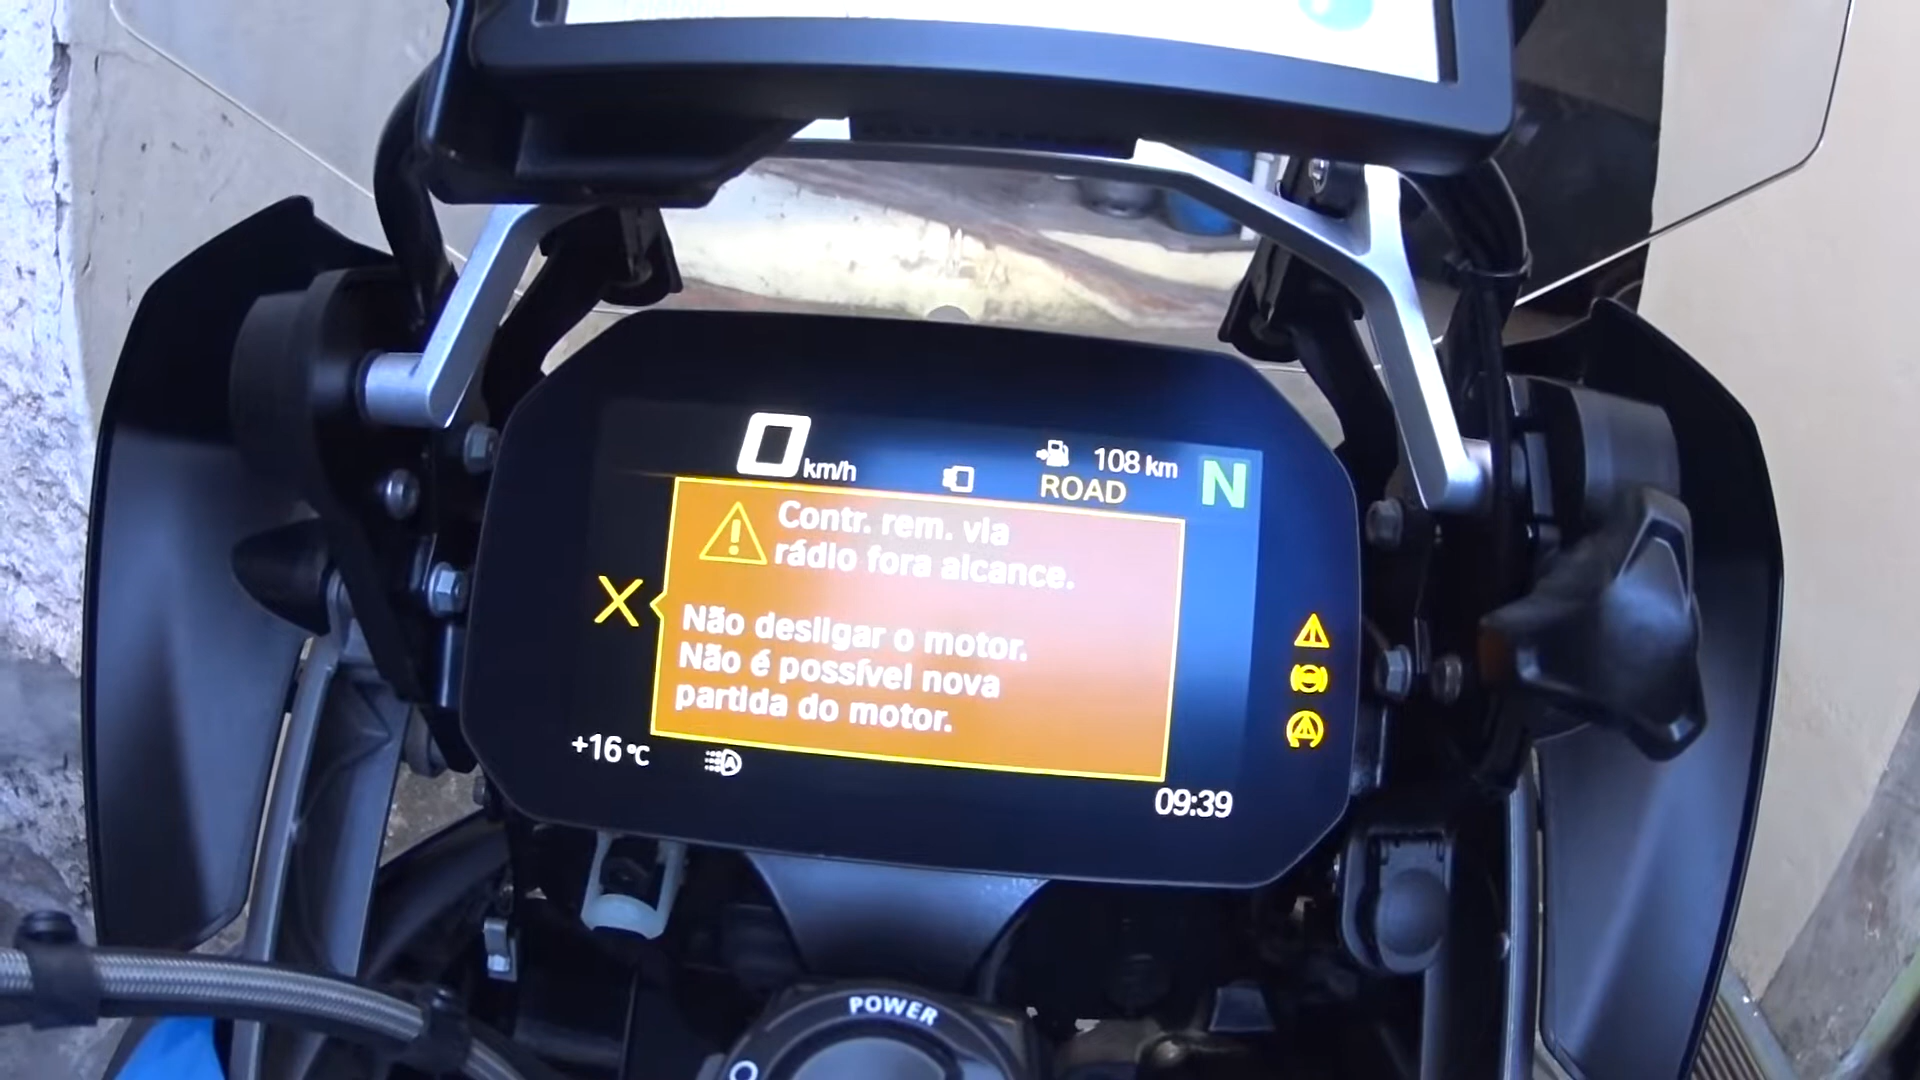 0 km/h
108 km
ROAD
N
Contr. rem. via
rádio fora alcance.
Não desligar o motor.
Não é possível nova
partida do motor.
+16 °C
09:39
POWER